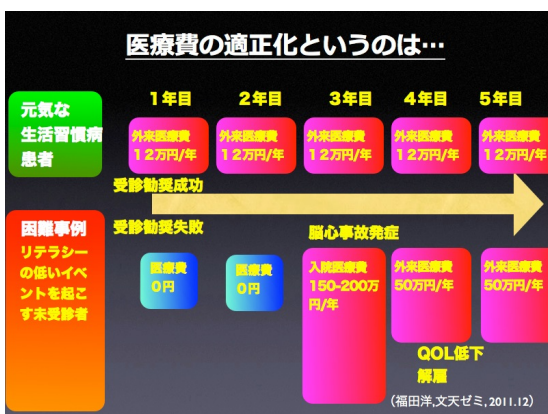 医療費の適正化というのは…
1年目
2年目
3年目
4年目
5年目
元気な
生活習慣病
患者
外来医療費
12万円/年
外来医療費
12万円/年
外来医療費
12万円/年
外来医療費
12万円/年
外来医療費
12万円/年
受診勧奨成功
受診勧奨失敗
脳心事故発症
困難事例
リテラシー
の低いイベ
ントを起こ
す未受診者
医療費
0円
医療費
0円
入院医療費
150-200万
円/年
外来医療費
50万円/年
外来医療費
50万円/年
QOL低下
解雇
(福田洋,文天ゼミ,2011.12)